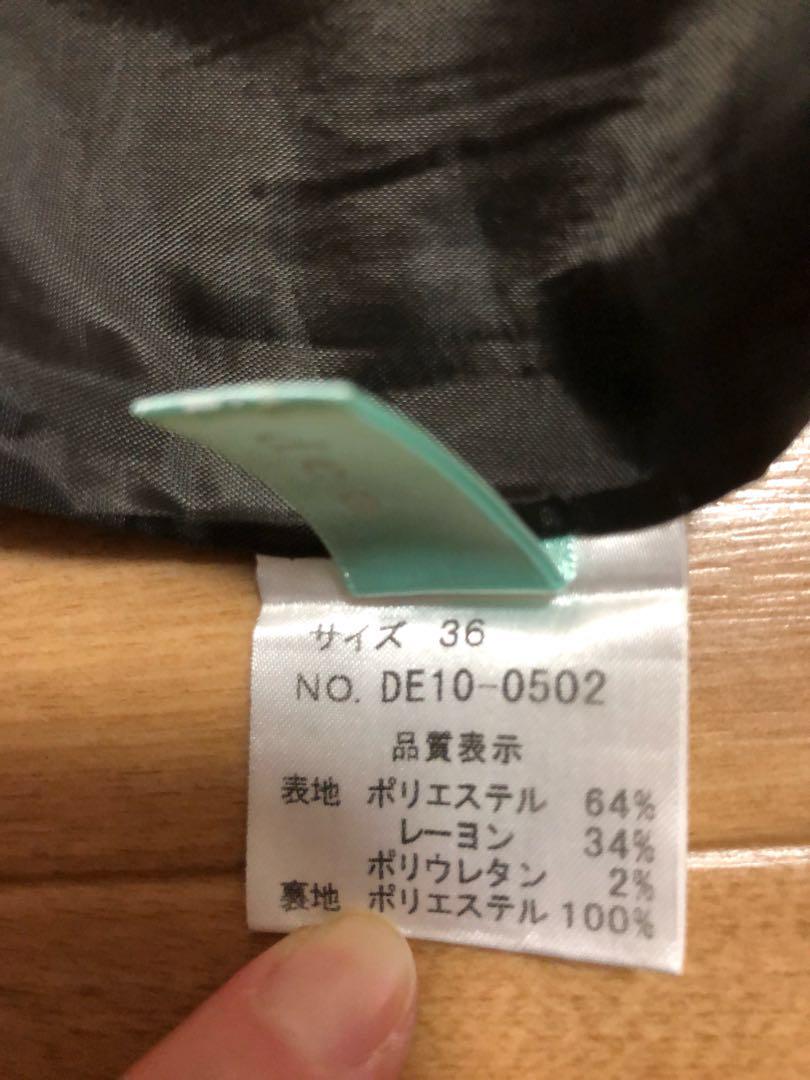 サイズ 36
NO. DE10-0502
品質表示
表地 ポリエステル 64%
レーヨン 34%
ポリウレタン 2%
裏地 ポリエステル 100%